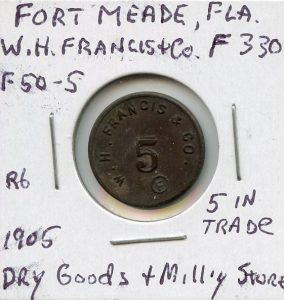 FORT MEADE, FLA.
W.H. FRANCIS & Co. F 330
F50-5
W. H. FRANCIS & CO.
5
R6
5 IN
TRADE
1905
DRY GOODS + MILL'Y STORE